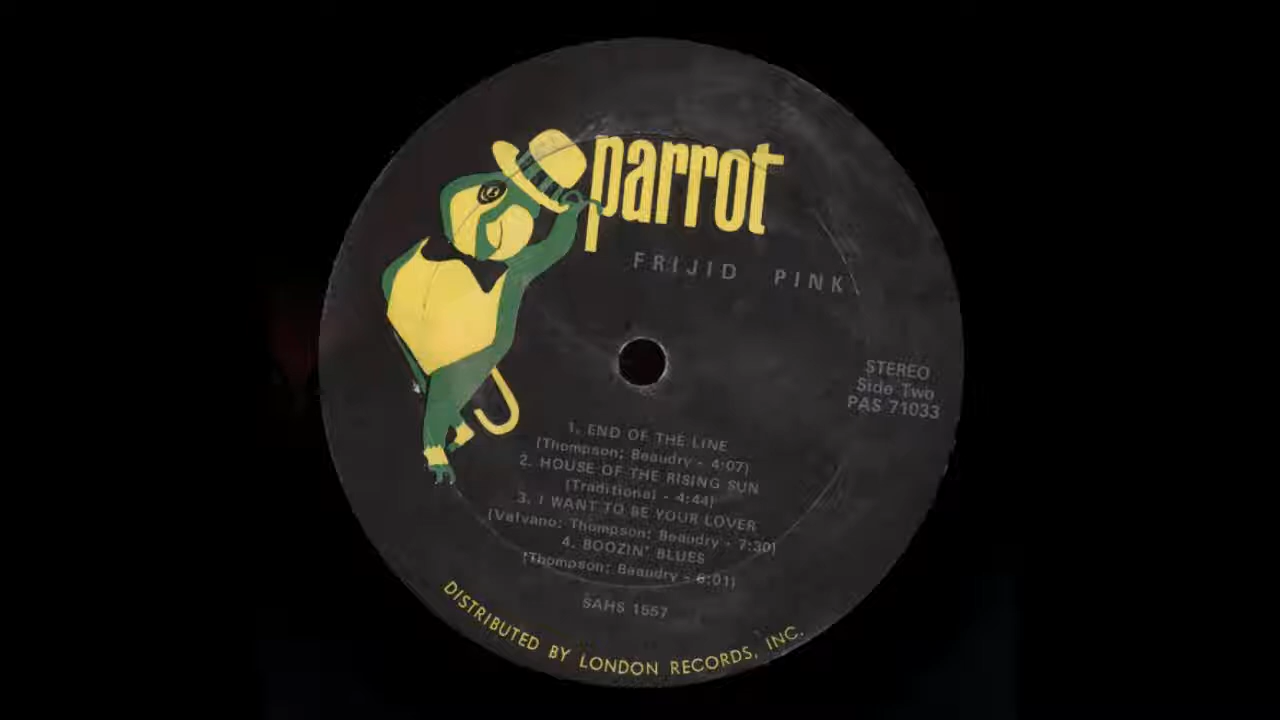 parrot
FRIJID PINK
STEREO
Side Two
PAS 71033
1. END OF THE LINE
(Thompson; Beaudry - 4:07)
2. HOUSE OF THE RISING SUN
(Traditional - 4:44)
3. I WANT TO BE YOUR LOVER
(Valvano; Thompson; Beaudry - 7:30)
4. BOOZIN' BLUES
(Thompson; Beaudry - 6:01)
SAHS 1557
DISTRIBUTED BY LONDON RECORDS, INC.